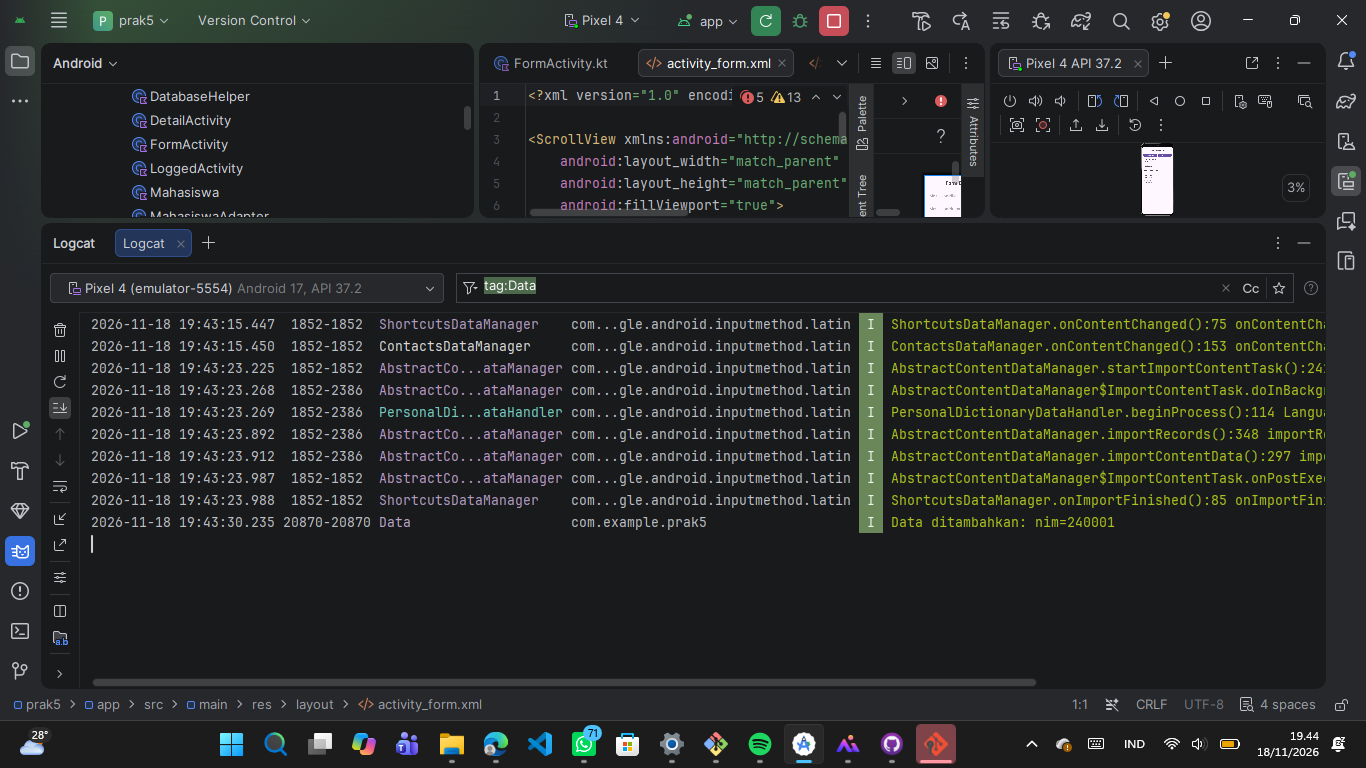 P prak5 Version Control Pixel 4 app
Android
DatabaseHelper
DetailActivity
FormActivity
LoggedActivity
Mahasiswa
MahasiswaAdapter
FormActivity.kt activity_form.xml
1 <?xml version="1.0" encodi 5 13
2
3 <ScrollView xmlns:android="http://schema
4 android:layout_width="match_parent"
5 android:layout_height="match_parent"
6 android:fillViewport="true">
Palette
ent Tree
?
Attributes
Pixel 4 API 37.2
3%
Logcat Logcat
Pixel 4 (emulator-5554) Android 17, API 37.2 tag:Data Cc
2026-11-18 19:43:15.447 1852-1852 ShortcutsDataManager com...gle.android.inputmethod.latin I ShortcutsDataManager.onContentChanged():75 onContentCha
2026-11-18 19:43:15.450 1852-1852 ContactsDataManager com...gle.android.inputmethod.latin I ContactsDataManager.onContentChanged():153 onContentCh
2026-11-18 19:43:23.225 1852-1852 AbstractCo...ataManager com...gle.android.inputmethod.latin I AbstractContentDataManager.startImportContentTask():24
2026-11-18 19:43:23.268 1852-2386 AbstractCo...ataManager com...gle.android.inputmethod.latin I AbstractContentDataManager$ImportContentTask.doInBackg
2026-11-18 19:43:23.269 1852-2386 PersonalDi...ataHandler com...gle.android.inputmethod.latin I PersonalDictionaryDataHandler.beginProcess():114 Langua
2026-11-18 19:43:23.892 1852-2386 AbstractCo...ataManager com...gle.android.inputmethod.latin I AbstractContentDataManager.importRecords():348 importRe
2026-11-18 19:43:23.912 1852-2386 AbstractCo...ataManager com...gle.android.inputmethod.latin I AbstractContentDataManager.importContentData():297 impo
2026-11-18 19:43:23.987 1852-1852 AbstractCo...ataManager com...gle.android.inputmethod.latin I AbstractContentDataManager$ImportContentTask.onPostExec
2026-11-18 19:43:23.988 1852-1852 ShortcutsDataManager com...gle.android.inputmethod.latin I ShortcutsDataManager.onImportFinished():85 onImportFini
2026-11-18 19:43:30.235 20870-20870 Data com.example.prak5 I Data ditambahkan: nim=240001
prak5 > app > src > main > res > layout > activity_form.xml 1:1 CRLF UTF-8 4 spaces
28° 71 IND 19.44
18/11/2026